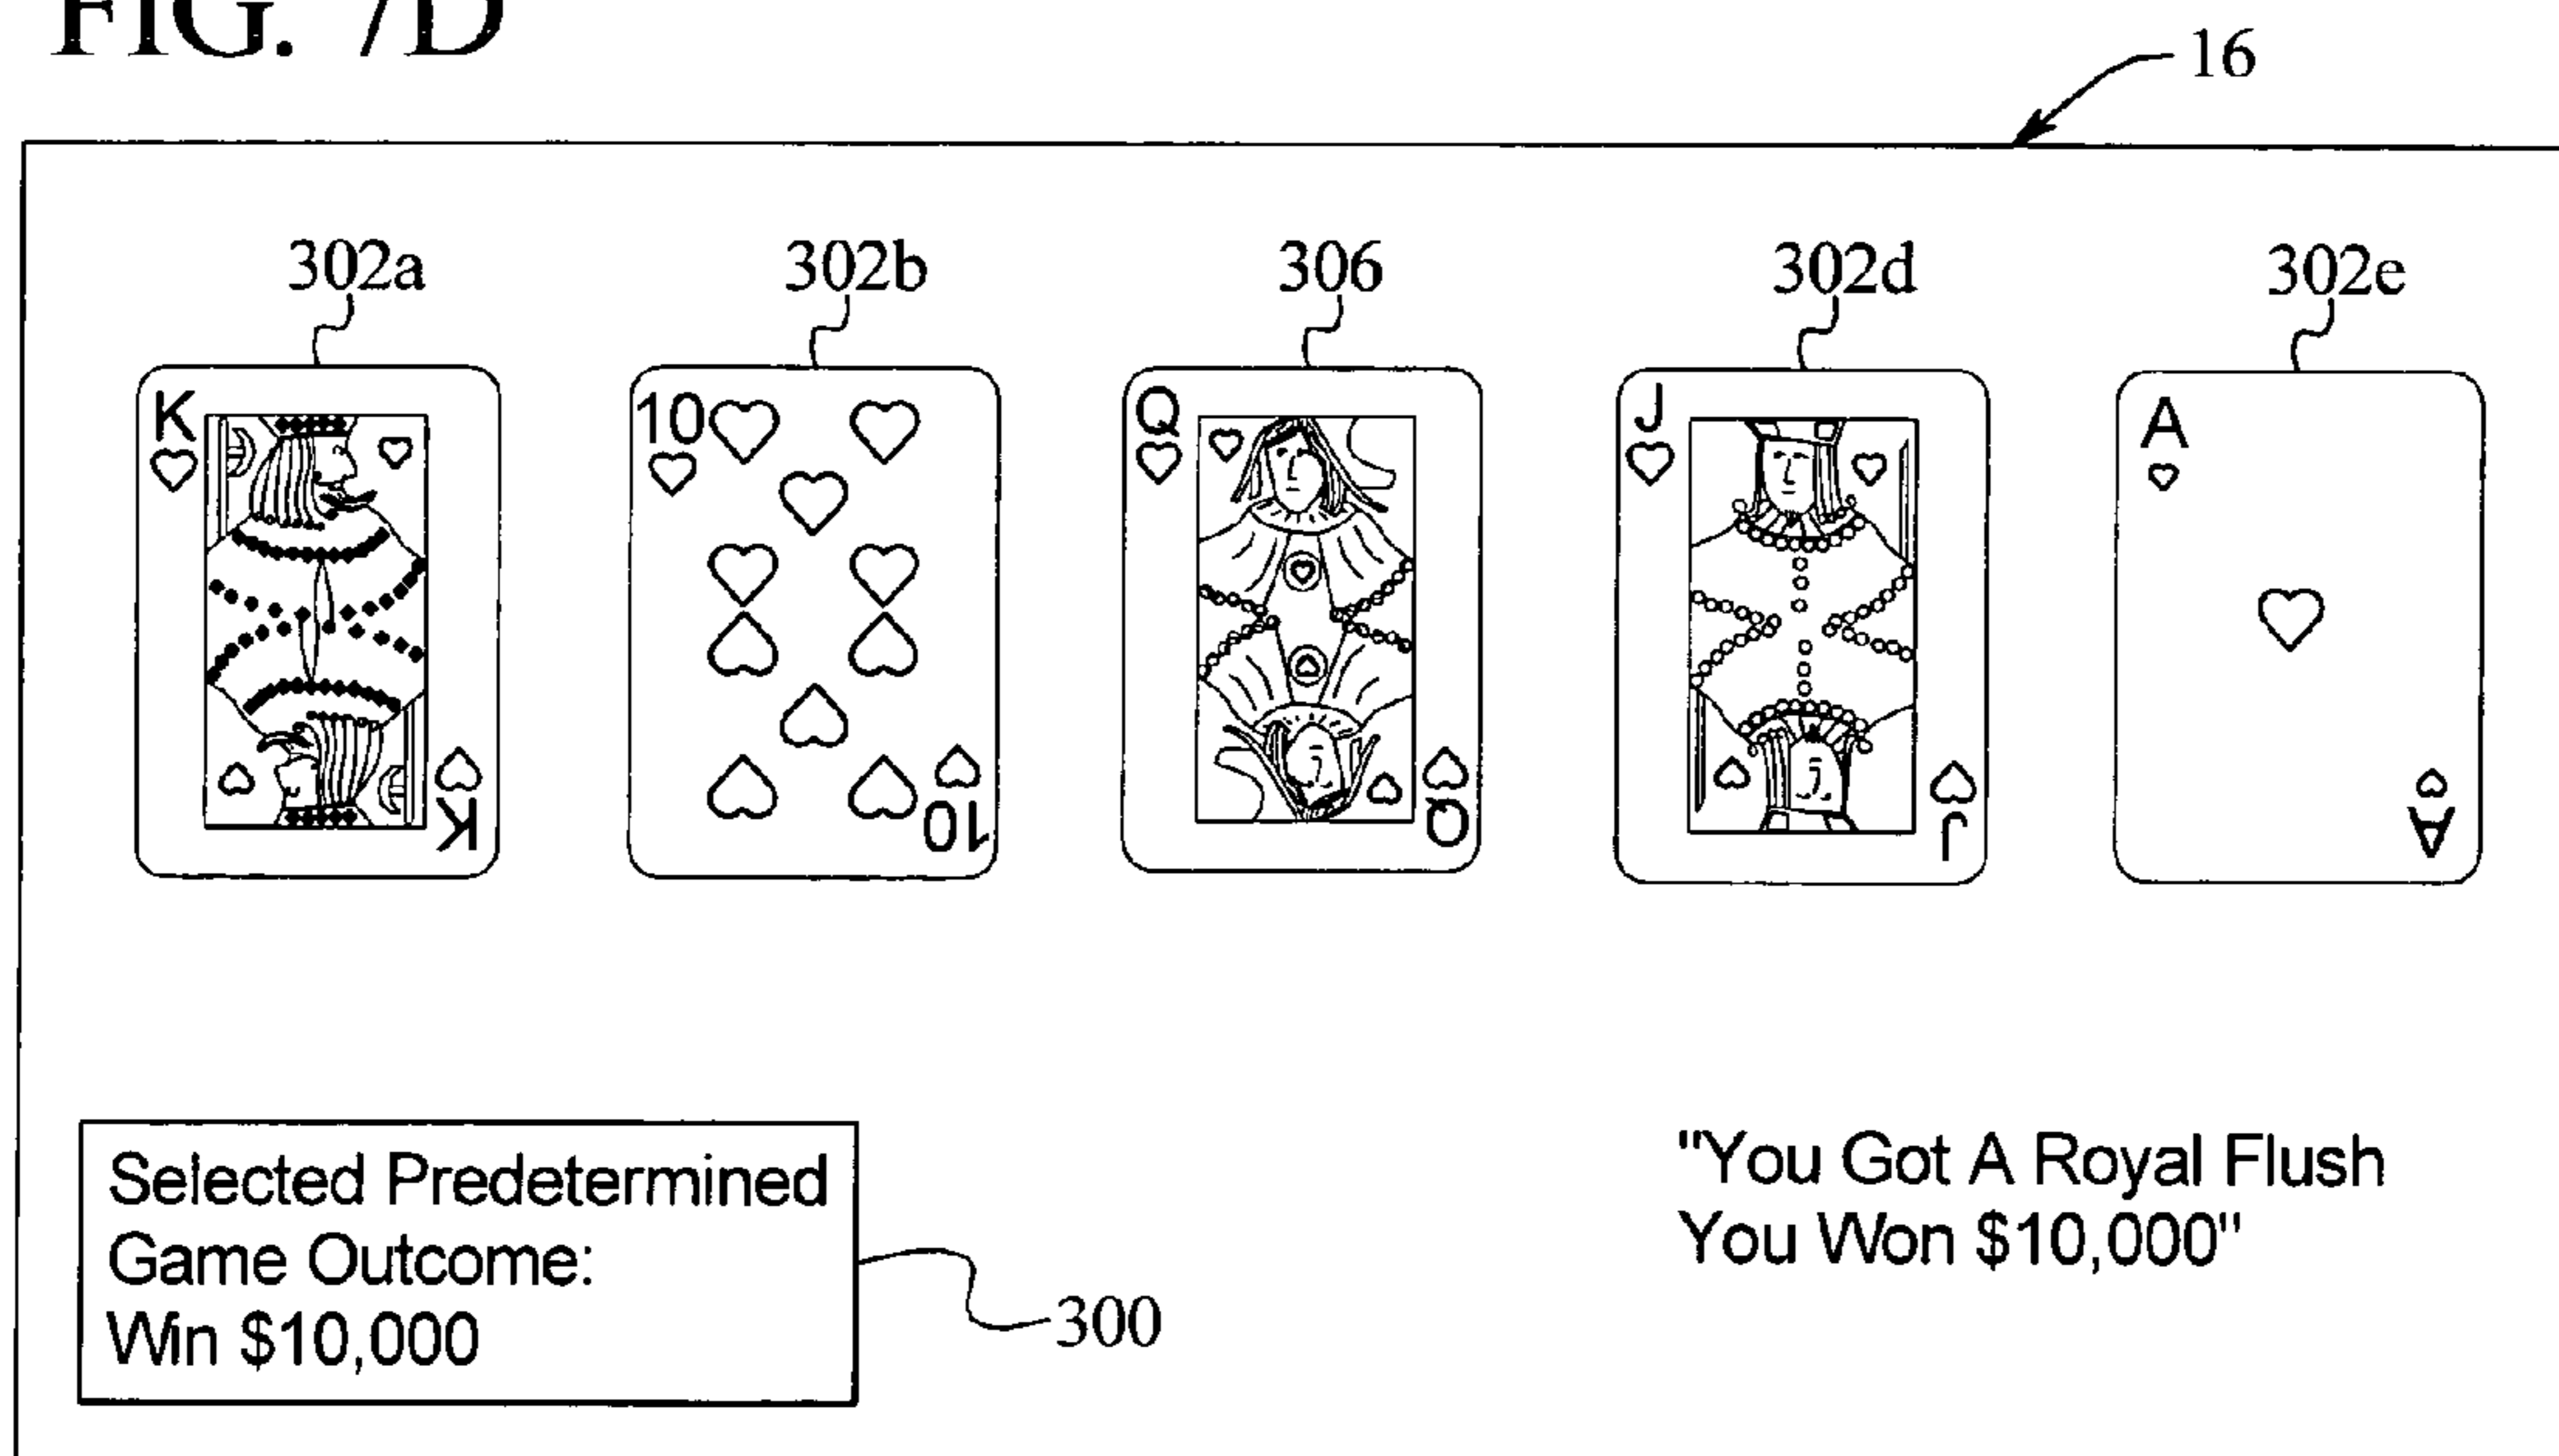 FIG. 7D
16
302a 302b 306 302d 302e
K 10 Q J A
K 10 Q J A
Selected Predetermined
Game Outcome:
Win $10,000
300
"You Got A Royal Flush
You Won $10,000"